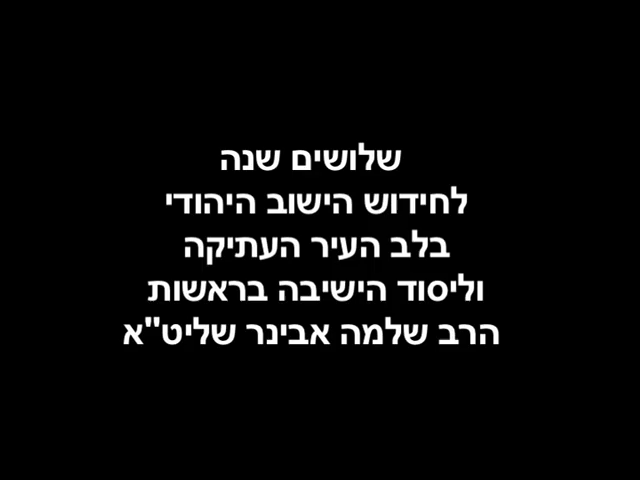 שלושים שנה
לחידוש הישוב היהודי
בלב העיר העתיקה
וליסוד הישיבה בראשות
הרב שלמה אבינר שליט"א